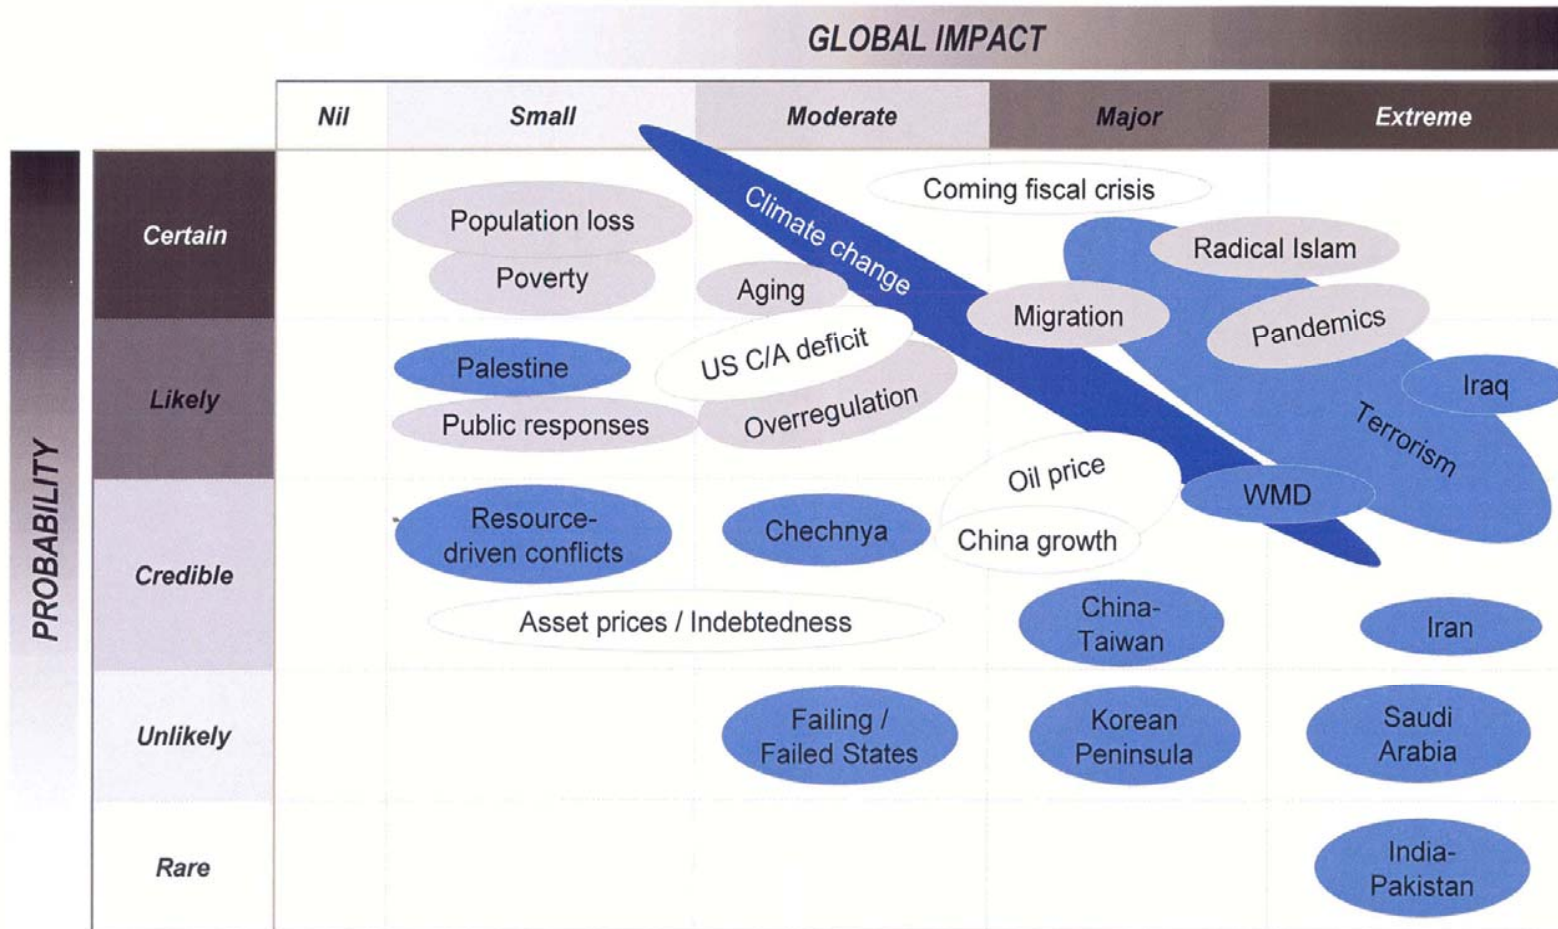 GLOBAL IMPACT
Nil
Small
Moderate
Major
Extreme
PROBABILITY
Certain
Likely
Credible
Unlikely
Rare
Population loss
Poverty
Aging
Climate change
Coming fiscal crisis
Radical Islam
Migration
Pandemics
Palestine
US C/A deficit
Public responses
Overregulation
Iraq
Terrorism
Oil price
WMD
Resource-
driven conflicts
Chechnya
China growth
Asset prices / Indebtedness
China-
Taiwan
Iran
Failing /
Failed States
Korean
Peninsula
Saudi
Arabia
India-
Pakistan